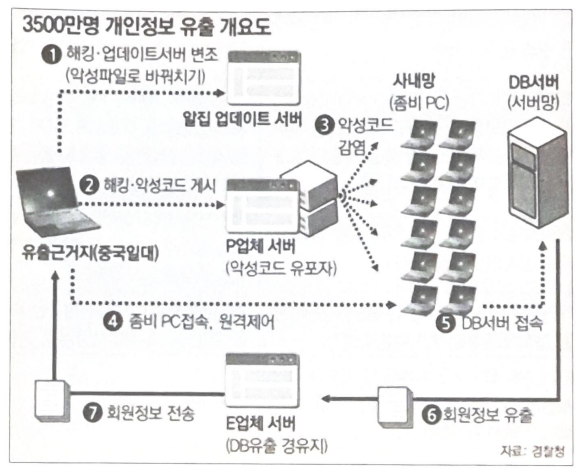 3500만명 개인정보 유출 개요도
❶ 해킹·업데이트서버 변조
(악성파일로 바꿔치기)
알집 업데이트 서버
사내망
(좀비 PC)
DB서버
(서버망)
❸ 악성코드
감염
❷ 해킹·악성코드 게시
유출근거지(중국일대)
P업체 서버
(악성코드 유포자)
❹ 좀비 PC접속, 원격제어
❺ DB서버 접속
❼ 회원정보 전송
E업체 서버
(DB유출 경유지)
❻ 회원정보 유출
자료: 경찰청